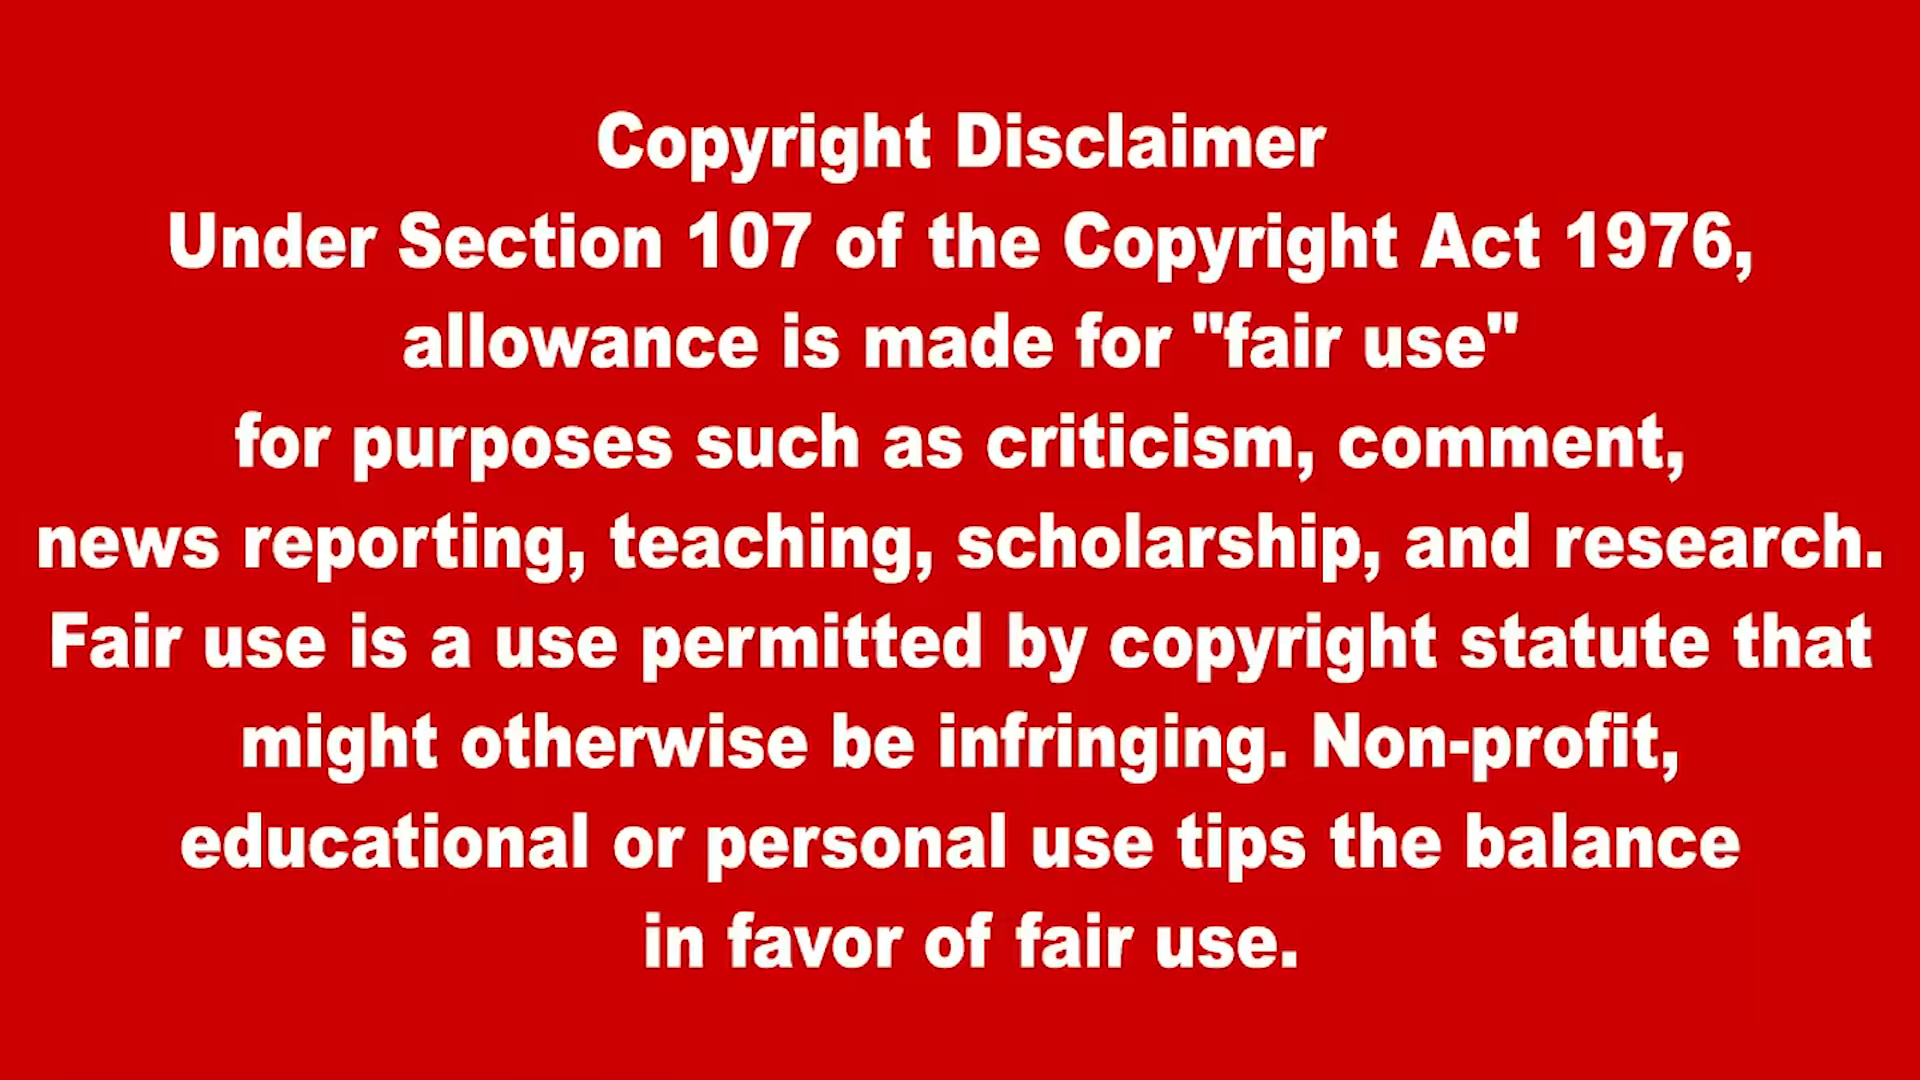 Copyright Disclaimer
Under Section 107 of the Copyright Act 1976,
allowance is made for "fair use"
for purposes such as criticism, comment,
news reporting, teaching, scholarship, and research.
Fair use is a use permitted by copyright statute that
might otherwise be infringing. Non-profit,
educational or personal use tips the balance
in favor of fair use.